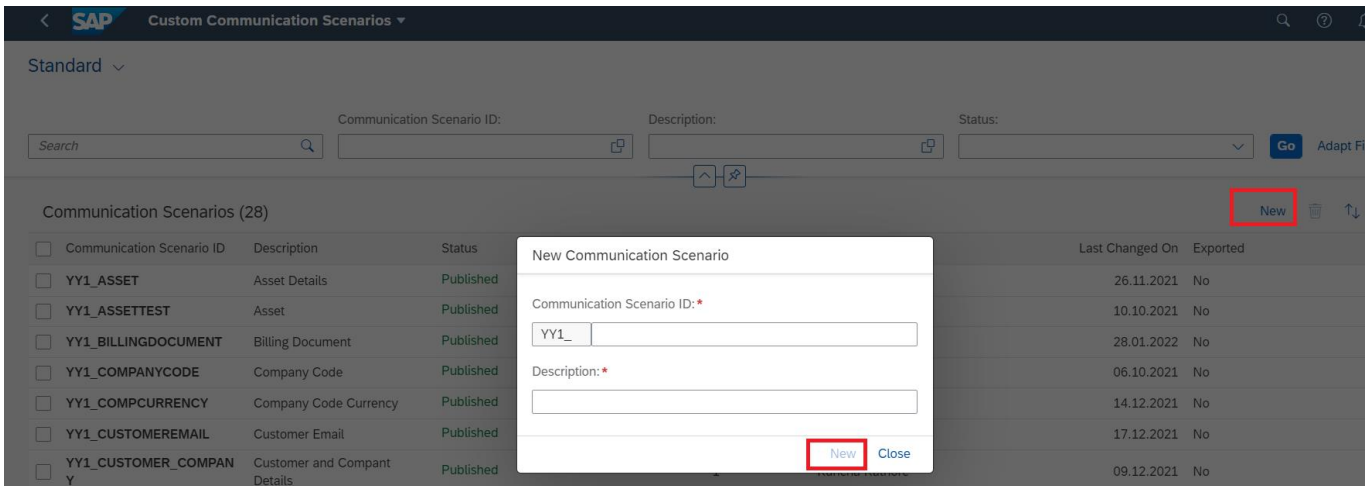 SAP Custom Communication Scenarios
Standard
Communication Scenario ID: Description: Status:
Search Go Adapt Fi
Communication Scenarios (28) New
Communication Scenario ID Description Status Last Changed On Exported
New Communication Scenario
YY1_ASSET Asset Details Published 26.11.2021 No
Communication Scenario ID:*
YY1_ASSETTEST Asset Published 10.10.2021 No
YY1_
YY1_BILLINGDOCUMENT Billing Document Published 28.01.2022 No
YY1_COMPANYCODE Company Code Published 06.10.2021 No
Description:*
YY1_COMPCURRENCY Company Code Currency Published 14.12.2021 No
YY1_CUSTOMEREMAIL Customer Email Published 17.12.2021 No
New Close
YY1_CUSTOMER_COMPAN Customer and Compant Published 09.12.2021 No
Y Details